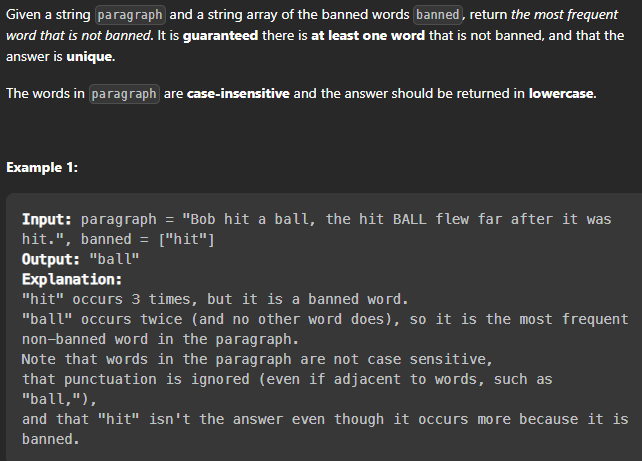 Given a string paragraph and a string array of the banned words banned, return the most frequent
word that is not banned. It is guaranteed there is at least one word that is not banned, and that the
answer is unique.
The words in paragraph are case-insensitive and the answer should be returned in lowercase.
Example 1:
Input: paragraph = "Bob hit a ball, the hit BALL flew far after it was
hit.", banned = ["hit"]
Output: "ball"
Explanation:
"hit" occurs 3 times, but it is a banned word.
"ball" occurs twice (and no other word does), so it is the most frequent
non-banned word in the paragraph.
Note that words in the paragraph are not case sensitive,
that punctuation is ignored (even if adjacent to words, such as
"ball,"),
and that "hit" isn't the answer even though it occurs more because it is
banned.